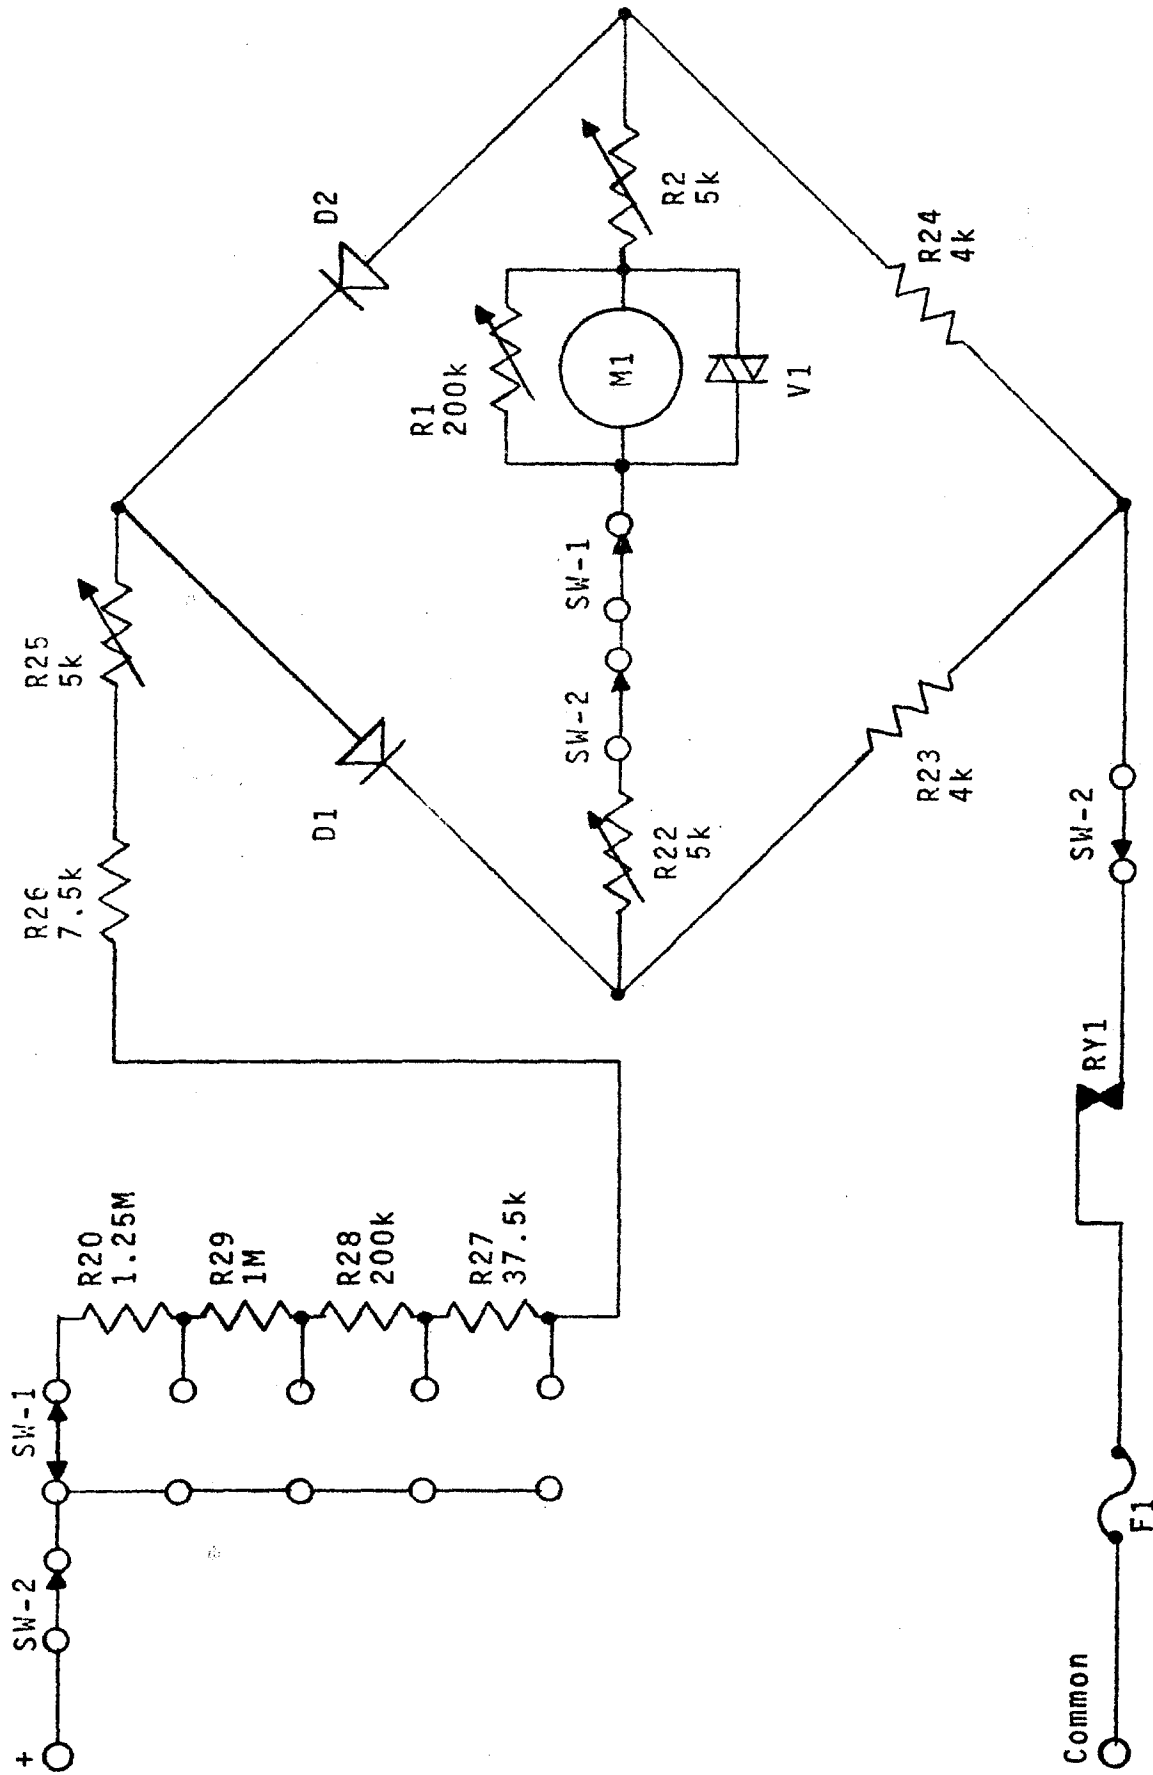 +
SW-2
SW-1
R20
1.25M
R29
1M
R28
200k
R27
37.5k
R26
7.5k
R25
5k
D1
D2
R1
200k
M1
V1
R2
5k
SW-1
SW-2
R22
5k
R23
4k
R24
4k
SW-2
RY1
F1
Common